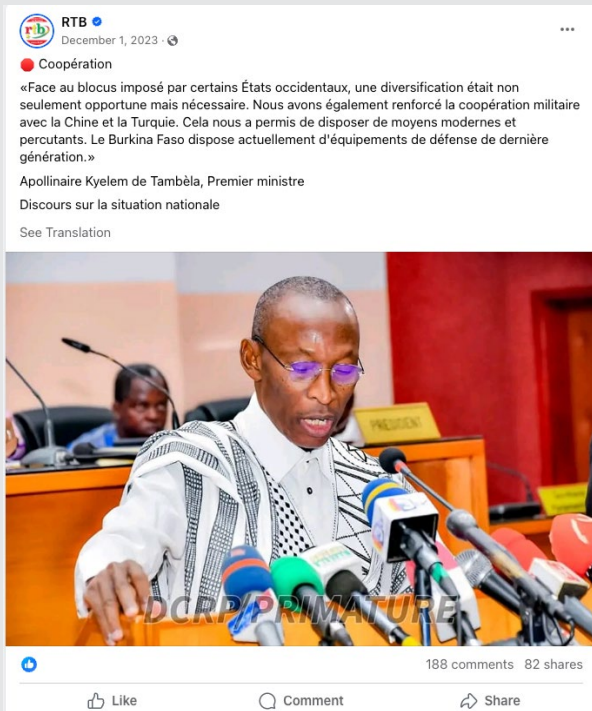 RTB
December 1, 2023 ·
Coopération
«Face au blocus imposé par certains États occidentaux, une diversification était non
seulement opportune mais nécessaire. Nous avons également renforcé la coopération militaire
avec la Chine et la Turquie. Cela nous a permis de disposer de moyens modernes et
percutants. Le Burkina Faso dispose actuellement d'équipements de défense de dernière
génération.»
Apollinaire Kyelem de Tambèla, Premier ministre
Discours sur la situation nationale
See Translation
PRESIDENT
DCRP/PRIMATURE
188 comments 82 shares
Like Comment Share